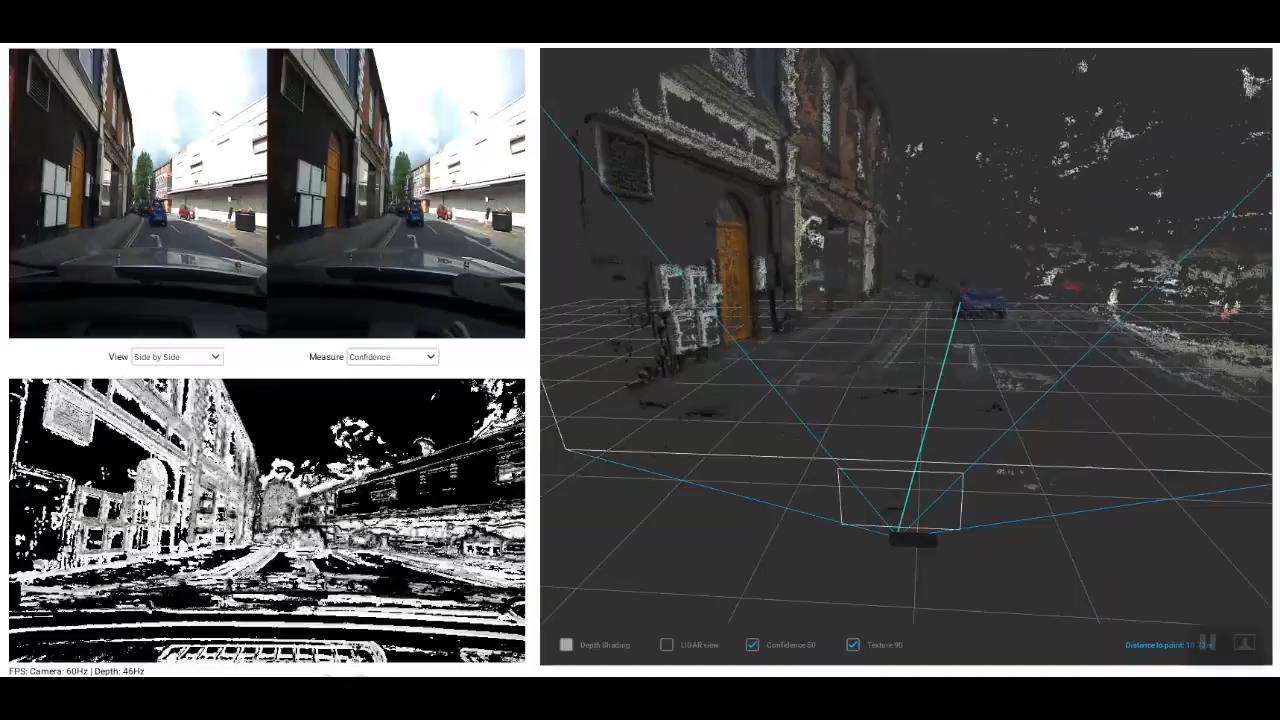 View Side by Side Measure Confidence
FPS: Camera: 60Hz | Depth: 46Hz
Depth Shading LIDAR view Confidence 50 Texture 90 Distance to point: